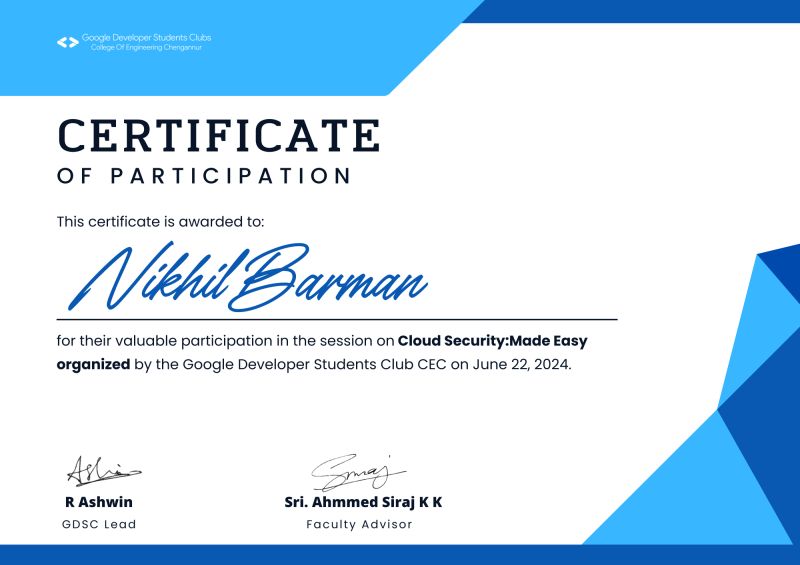 Google Developer Students Clubs
College Of Engineering Chengannur
CERTIFICATE
OF PARTICIPATION
This certificate is awarded to:
Nikhil Barman
for their valuable participation in the session on Cloud Security:Made Easy
organized by the Google Developer Students Club CEC on June 22, 2024.
R Ashwin
GDSC Lead
Sri. Ahmmed Siraj K K
Faculty Advisor